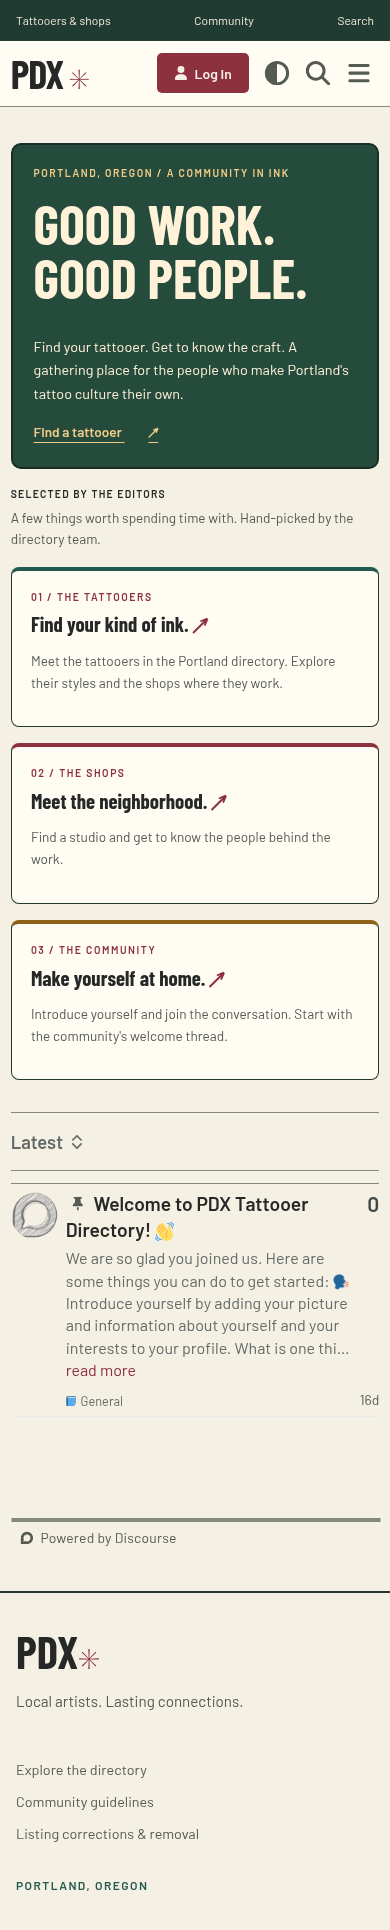 Tattooers & shops Community Search
PDX Log In
PORTLAND, OREGON / A COMMUNITY IN INK
GOOD WORK.
GOOD PEOPLE.
Find your tattooer. Get to know the craft. A
gathering place for the people who make Portland's
tattoo culture their own.
Find a tattooer ↗
SELECTED BY THE EDITORS
A few things worth spending time with. Hand-picked by the
directory team.
01 / THE TATTOOERS
Find your kind of ink. ↗
Meet the tattooers in the Portland directory. Explore
their styles and the shops where they work.
02 / THE SHOPS
Meet the neighborhood. ↗
Find a studio and get to know the people behind the
work.
03 / THE COMMUNITY
Make yourself at home. ↗
Introduce yourself and join the conversation. Start with
the community's welcome thread.
Latest
Welcome to PDX Tattooer 0
Directory! 👋
We are so glad you joined us. Here are
some things you can do to get started: 🗣
Introduce yourself by adding your picture
and information about yourself and your
interests to your profile. What is one thi…
read more
General 16d
Powered by Discourse
PDX
Local artists. Lasting connections.
Explore the directory
Community guidelines
Listing corrections & removal
PORTLAND, OREGON